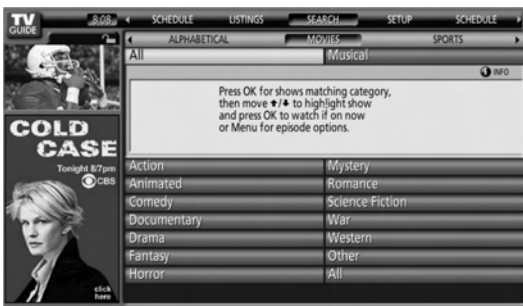 TV
GUIDE
8:08
SCHEDULE LISTINGS SEARCH SETUP SCHEDULE
ALPHABETICAL MOVIES SPORTS
All Musical
i INFO
Press OK for shows matching category,
then move ↑/↓ to highlight show
and press OK to watch if on now
or Menu for episode options.
COLD
CASE
Tonight 8/7pm
CBS
click
here
Action Mystery
Animated Romance
Comedy Science Fiction
Documentary War
Drama Western
Fantasy Other
Horror All